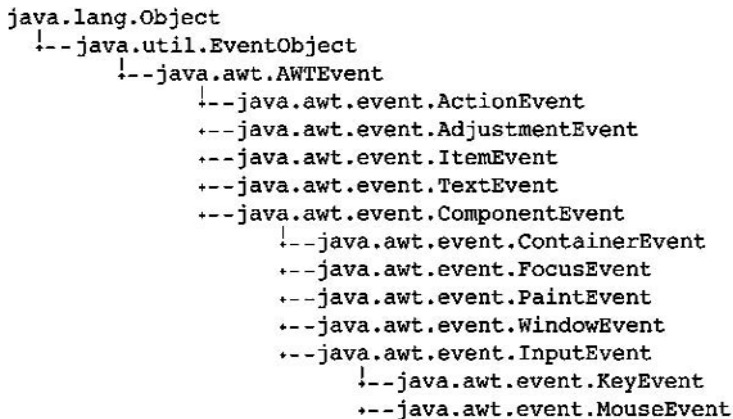 java.lang.Object
+--java.util.EventObject
+--java.awt.AWTEvent
+--java.awt.event.ActionEvent
+--java.awt.event.AdjustmentEvent
+--java.awt.event.ItemEvent
+--java.awt.event.TextEvent
+--java.awt.event.ComponentEvent
+--java.awt.event.ContainerEvent
+--java.awt.event.FocusEvent
+--java.awt.event.PaintEvent
+--java.awt.event.WindowEvent
+--java.awt.event.InputEvent
+--java.awt.event.KeyEvent
+--java.awt.event.MouseEvent